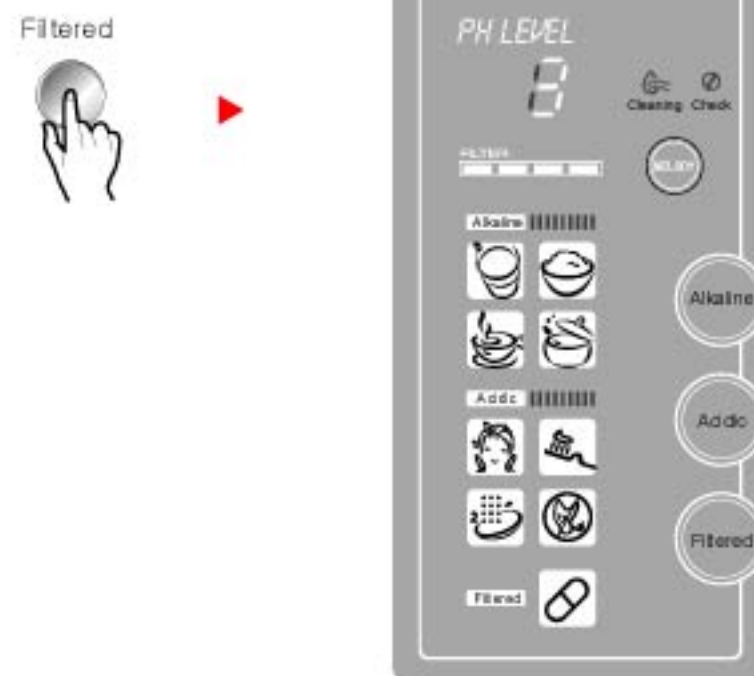 Filtered
PH LEVEL
Cleaning Check
FILTER
Alkaline
Alkaline
Acidic
Acidic
Filtered
Filtered